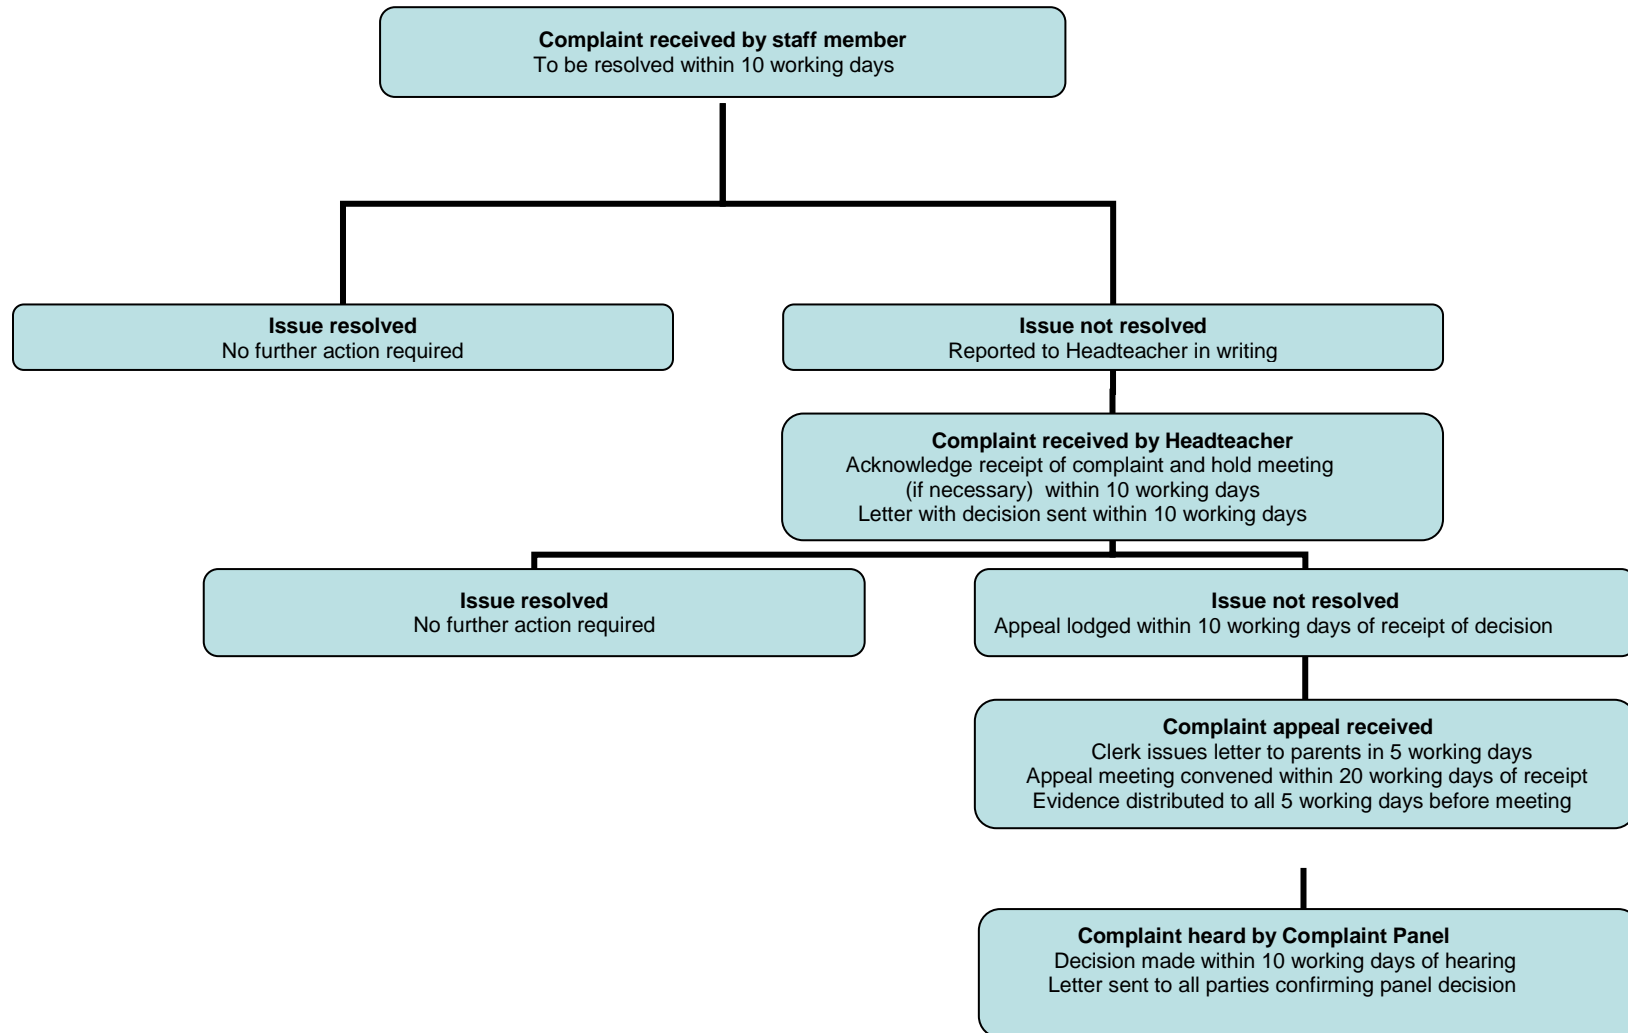 Complaint received by staff member
To be resolved within 10 working days
Issue resolved
No further action required
Issue not resolved
Reported to Headteacher in writing
Complaint received by Headteacher
Acknowledge receipt of complaint and hold meeting
(if necessary) within 10 working days
Letter with decision sent within 10 working days
Issue resolved
No further action required
Issue not resolved
Appeal lodged within 10 working days of receipt of decision
Complaint appeal received
Clerk issues letter to parents in 5 working days
Appeal meeting convened within 20 working days of receipt
Evidence distributed to all 5 working days before meeting
Complaint heard by Complaint Panel
Decision made within 10 working days of hearing
Letter sent to all parties confirming panel decision